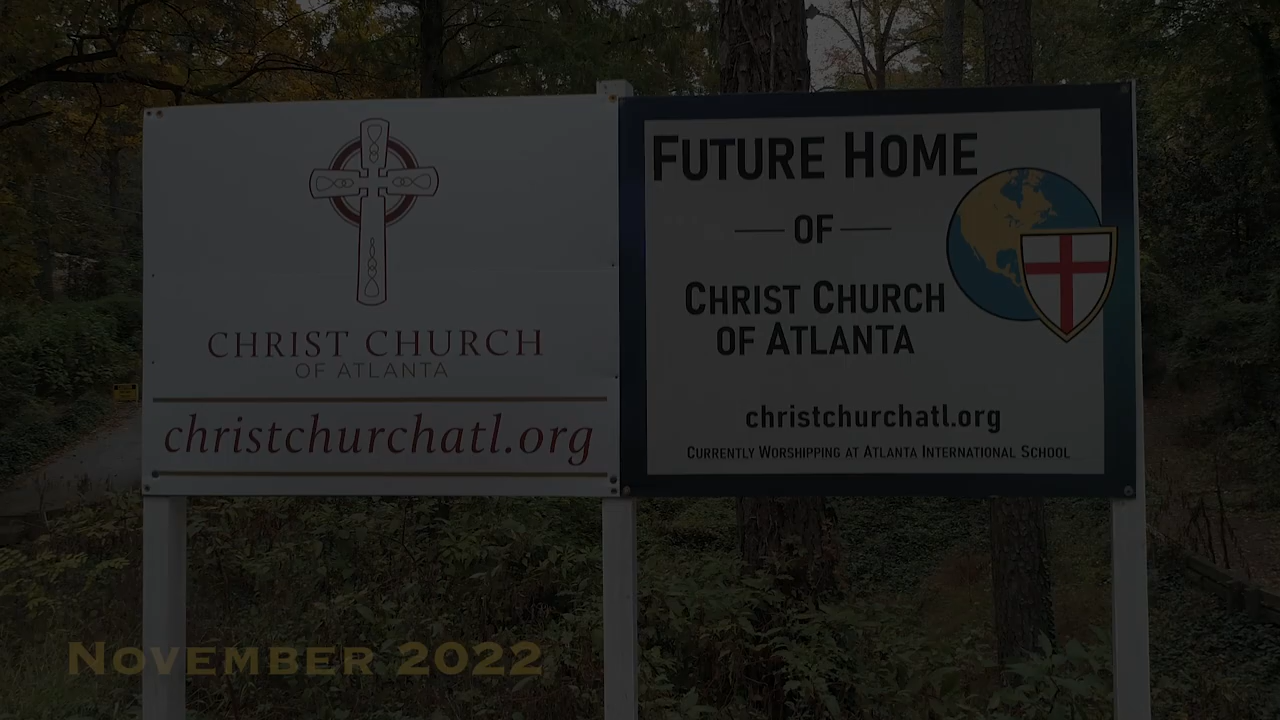 CHRIST CHURCH
OF ATLANTA
christchurchatl.org
FUTURE HOME
OF
CHRIST CHURCH
OF ATLANTA
christchurchatl.org
CURRENTLY WORSHIPPING AT ATLANTA INTERNATIONAL SCHOOL
NOVEMBER 2022